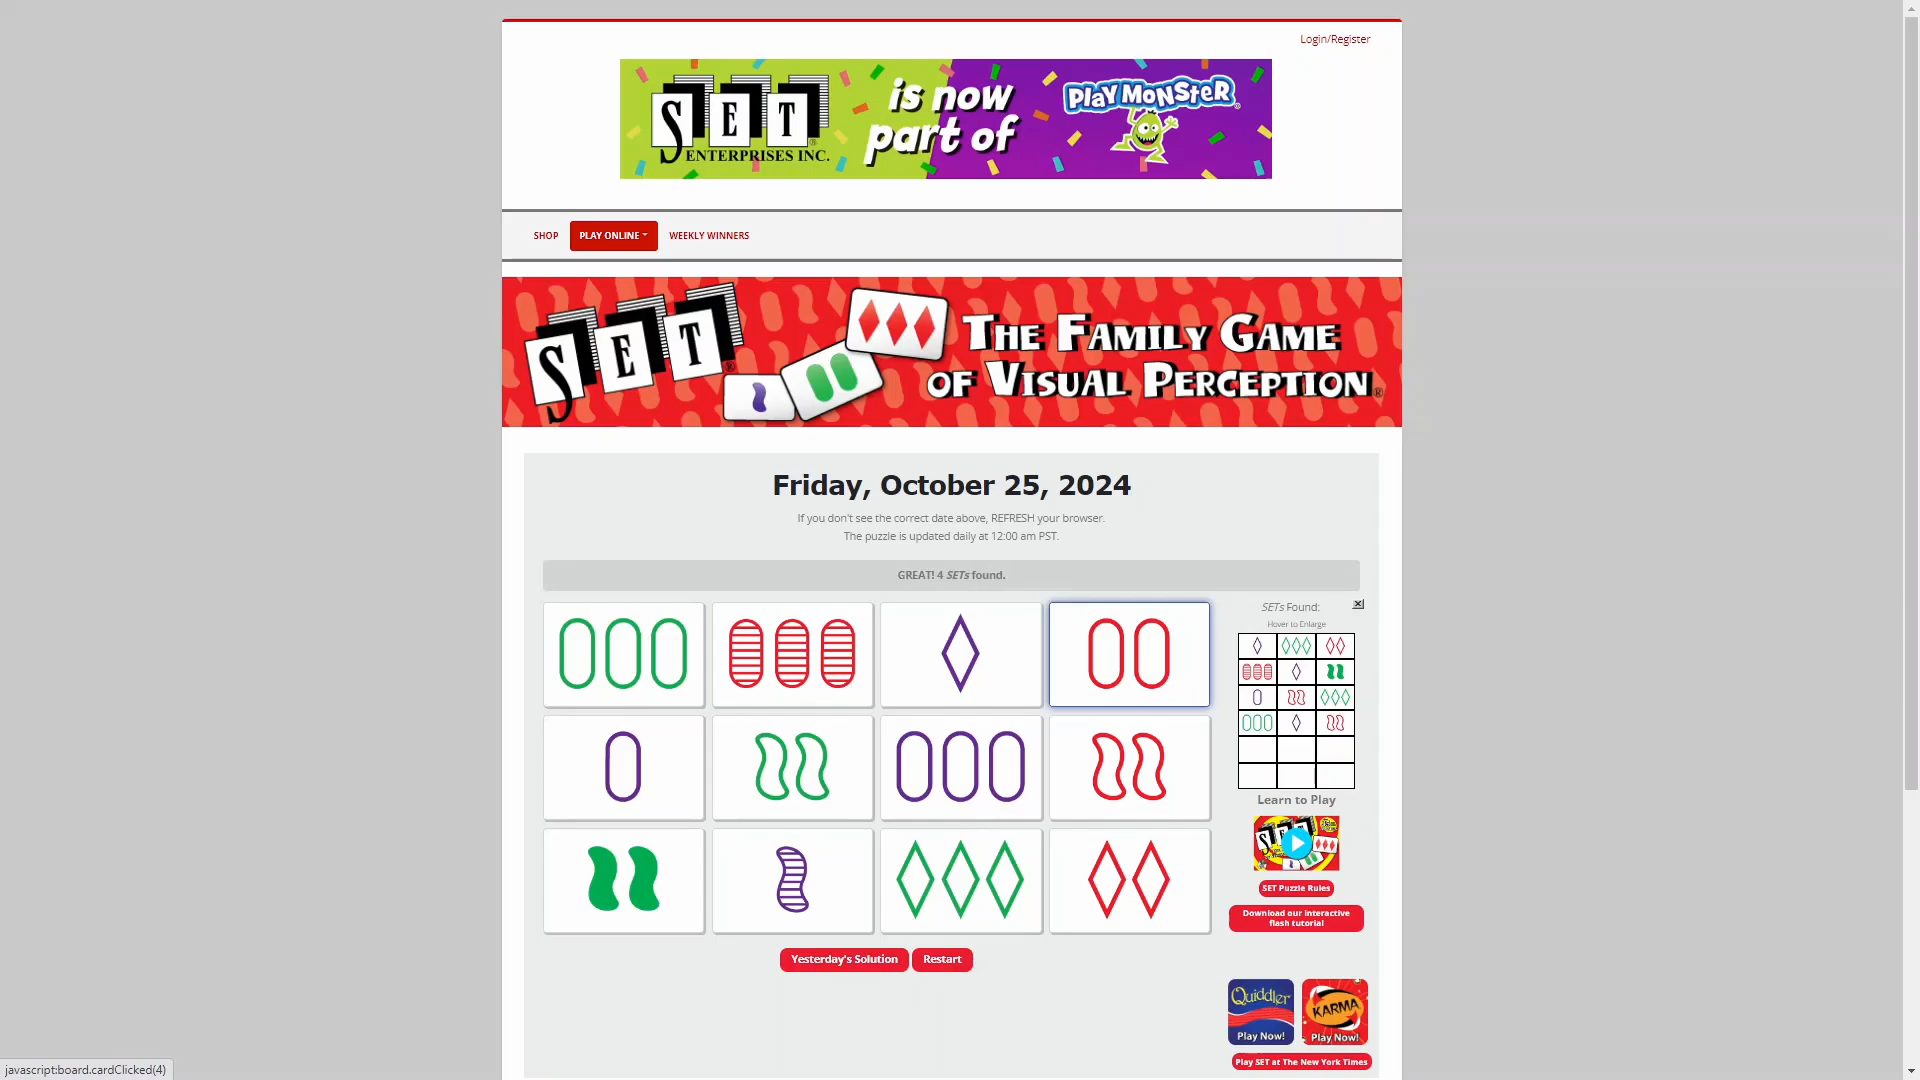 Login/Register
SET
ENTERPRISES INC.
is now
part of
PLAY MONSTER
SHOP
PLAY ONLINE
WEEKLY WINNERS
SET
THE FAMILY GAME
OF VISUAL PERCEPTION
Friday, October 25, 2024
If you don't see the correct date above, REFRESH your browser.
The puzzle is updated daily at 12:00 am PST.
GREAT! 4 SETs found.
SETs Found:
Hover to Enlarge
Learn to Play
SET
SET Puzzle Rules
Download our interactive
flash tutorial
Yesterday's Solution
Restart
Quiddler
Play Now!
KARMA
Play Now!
Play SET at The New York Times
javascript:board.cardClicked(4)